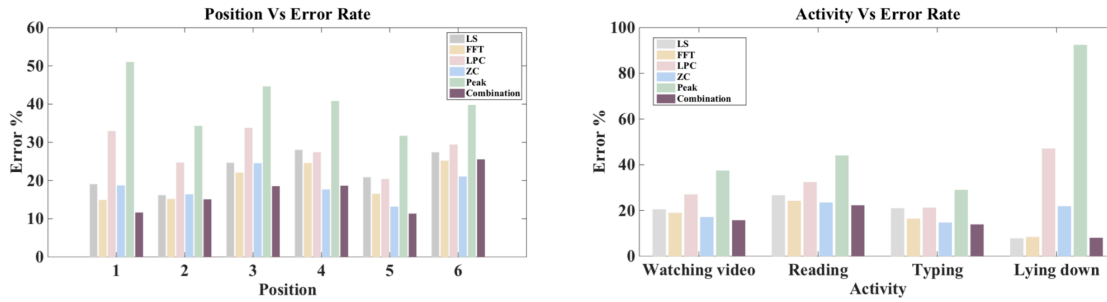 Position Vs Error Rate
60
50
40
30
20
10
0
Error %
LS
FFT
LPC
ZC
Peak
Combination
1 2 3 4 5 6
Position
Activity Vs Error Rate
100
80
60
40
20
0
Error %
LS
FFT
LPC
ZC
Peak
Combination
Watching video Reading Typing Lying down
Activity